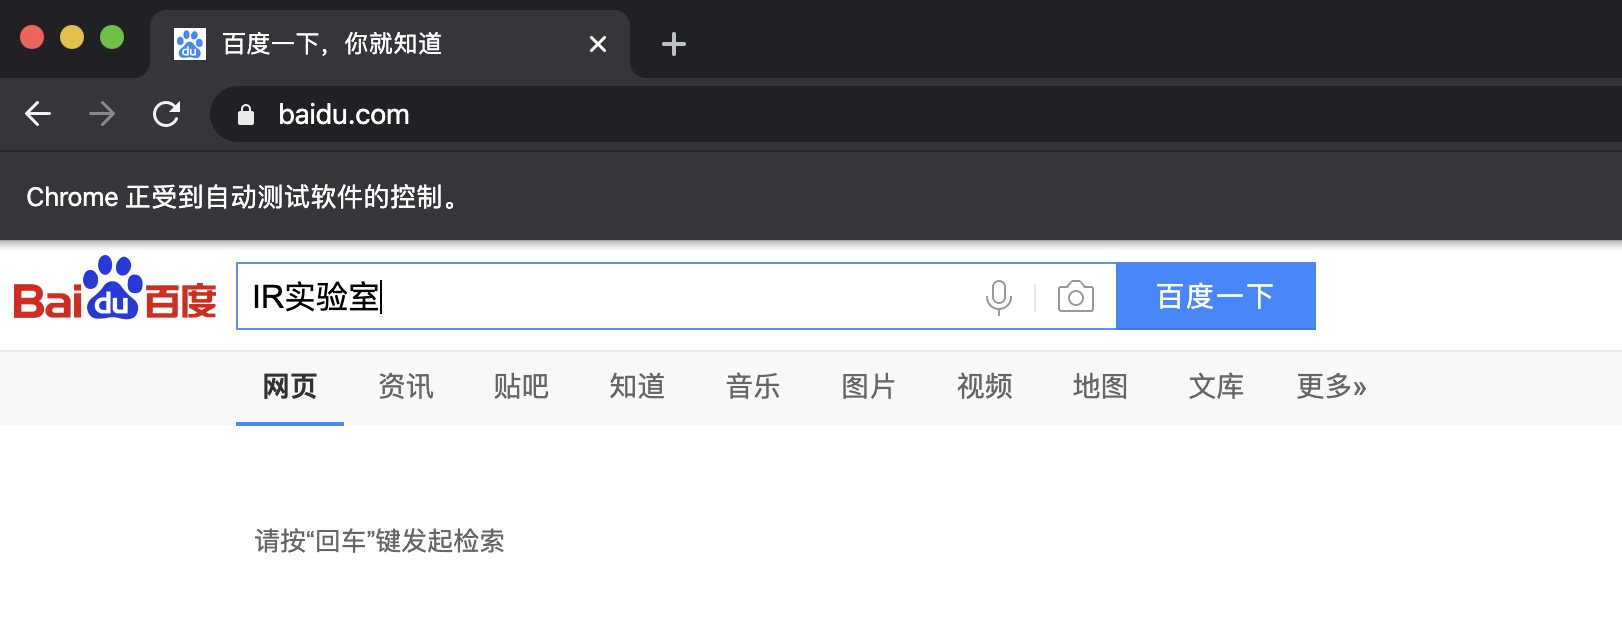 百度一下，你就知道
baidu.com
Chrome 正受到自动测试软件的控制。
Bai du 百度 IR实验室 百度一下
网页 资讯 贴吧 知道 音乐 图片 视频 地图 文库 更多»
请按“回车”键发起检索